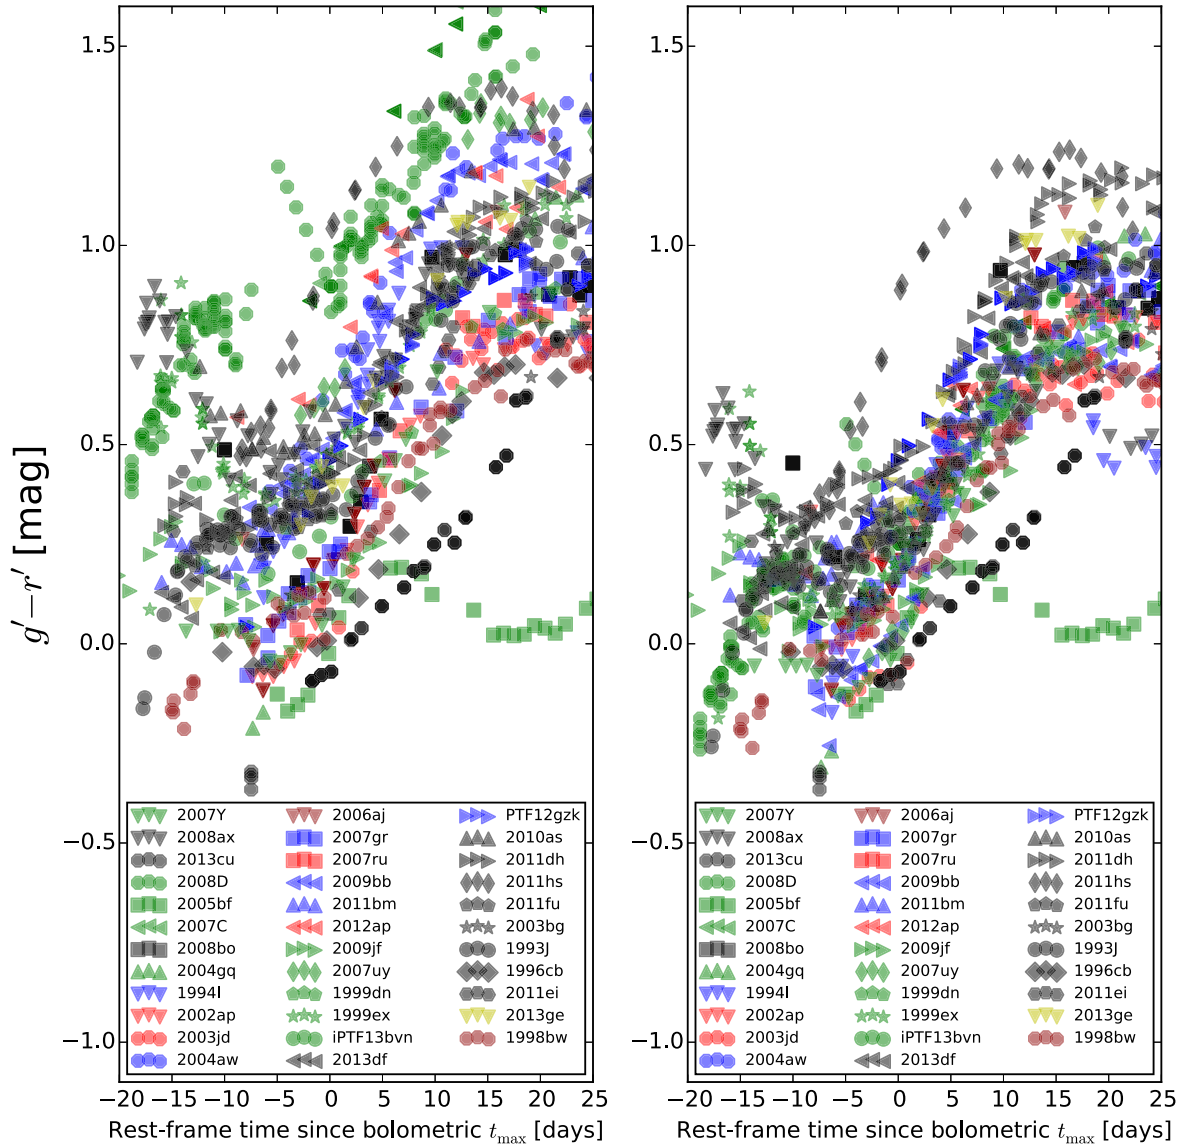 g′−r′ [mag]
1.5
1.0
0.5
0.0
−0.5
−1.0
2007Y
2008ax
2013cu
2008D
2005bf
2007C
2008bo
2004gq
1994I
2002ap
2003jd
2004aw
2006aj
2007gr
2007ru
2009bb
2011bm
2012ap
2009jf
2007uy
1999dn
1999ex
iPTF13bvn
2013df
PTF12gzk
2010as
2011dh
2011hs
2011fu
2003bg
1993J
1996cb
2011ei
2013ge
1998bw
−20 −15 −10 −5 0 5 10 15 20 25
Rest-frame time since bolometric tmax [days]
1.5
1.0
0.5
0.0
−0.5
−1.0
2007Y
2008ax
2013cu
2008D
2005bf
2007C
2008bo
2004gq
1994I
2002ap
2003jd
2004aw
2006aj
2007gr
2007ru
2009bb
2011bm
2012ap
2009jf
2007uy
1999dn
1999ex
iPTF13bvn
2013df
PTF12gzk
2010as
2011dh
2011hs
2011fu
2003bg
1993J
1996cb
2011ei
2013ge
1998bw
−20 −15 −10 −5 0 5 10 15 20 25
Rest-frame time since bolometric tmax [days]